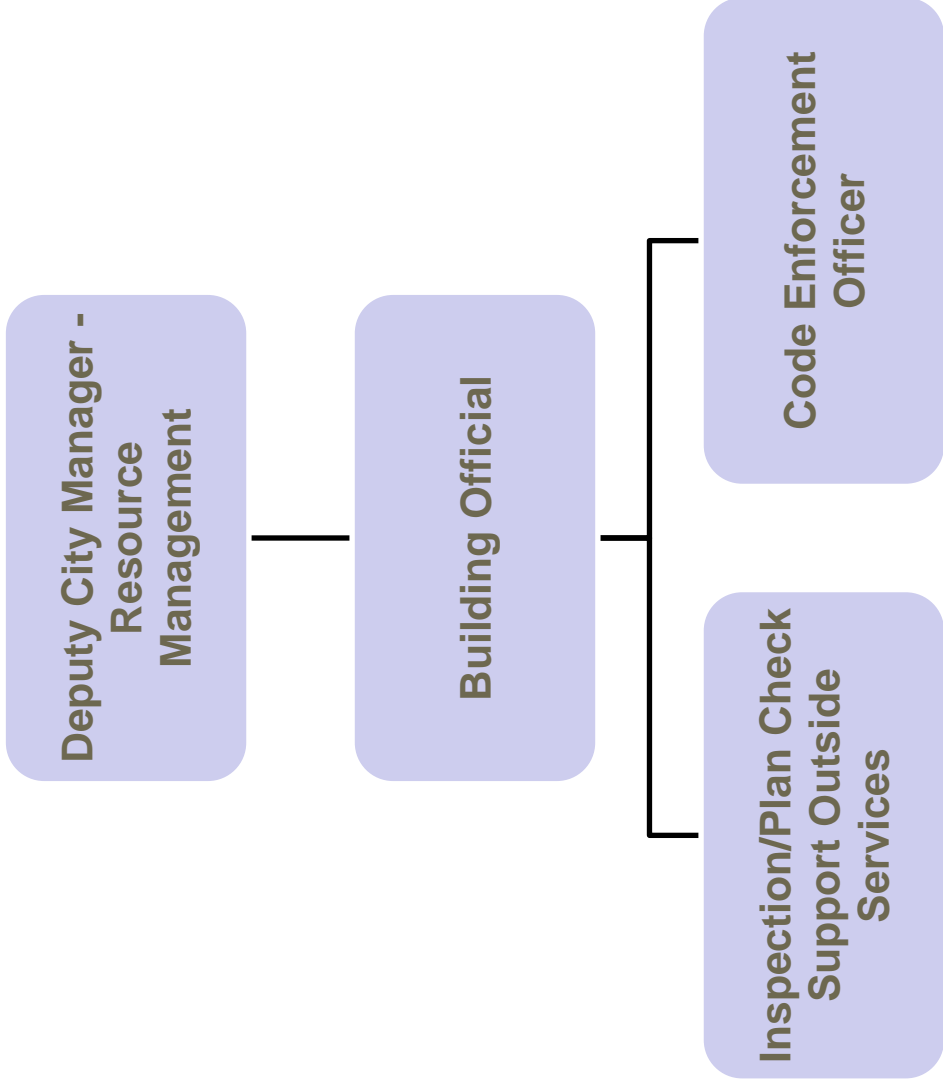 Deputy City Manager -
Resource
Management
Building Official
Inspection/Plan Check
Support Outside
Services
Code Enforcement
Officer